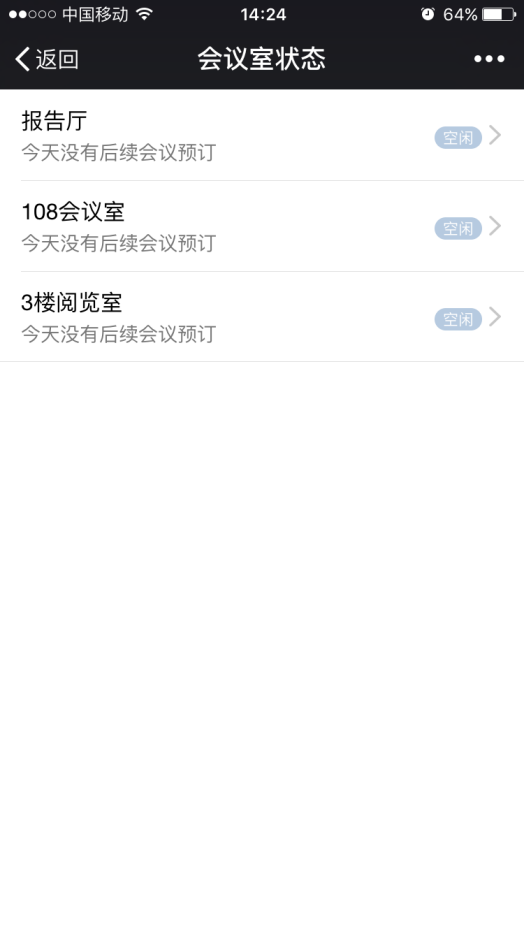 中国移动 14:24 64%
返回 会议室状态
报告厅
今天没有后续会议预订
空闲
108会议室
今天没有后续会议预订
空闲
3楼阅览室
今天没有后续会议预订
空闲